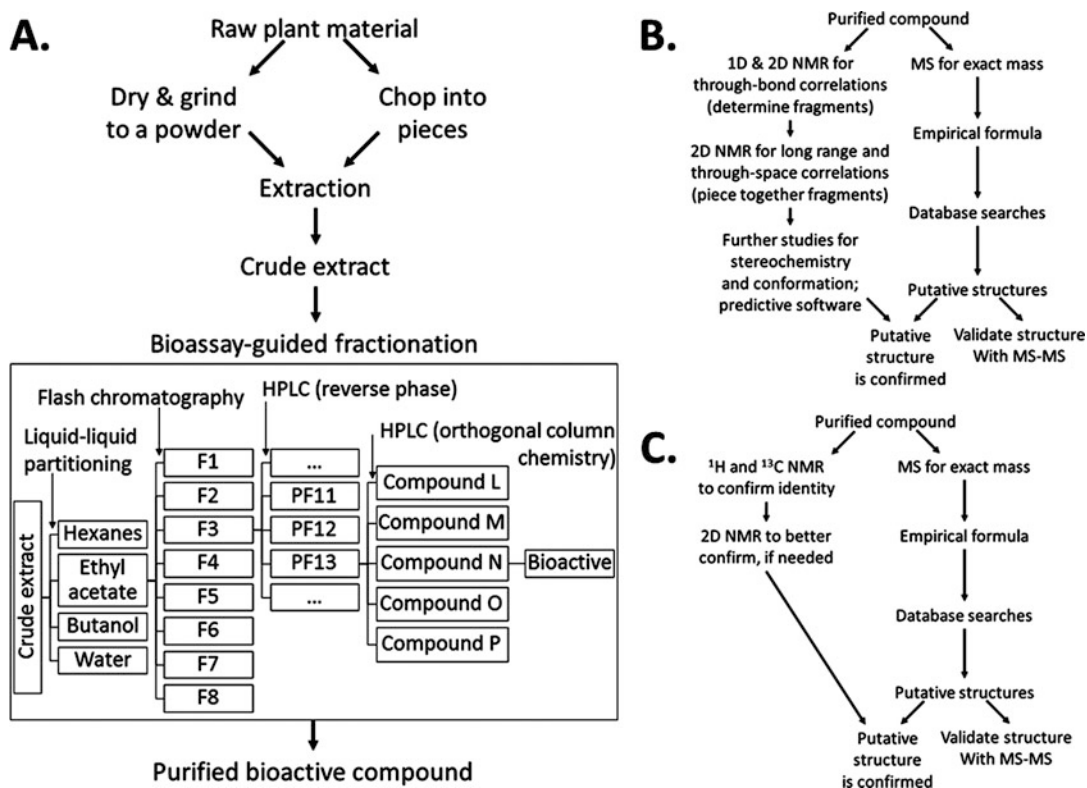 A.
Raw plant material
Dry & grind
to a powder
Chop into
pieces
Extraction
Crude extract
Bioassay-guided fractionation
Flash chromatography
HPLC (reverse phase)
Liquid-liquid
partitioning
HPLC (orthogonal column
chemistry)
Crude extract
Hexanes
Ethyl
acetate
Butanol
Water
F1
F2
F3
F4
F5
F6
F7
F8
...
PF11
PF12
PF13
...
Compound L
Compound M
Compound N
Compound O
Compound P
Bioactive
Purified bioactive compound
B.
Purified compound
1D & 2D NMR for
through-bond correlations
(determine fragments)
2D NMR for long range and
through-space correlations
(piece together fragments)
Further studies for
stereochemistry
and conformation;
predictive software
MS for exact mass
Empirical formula
Database searches
Putative structures
Putative
structure
is confirmed
Validate structure
With MS-MS
C.
Purified compound
¹H and ¹³C NMR
to confirm identity
2D NMR to better
confirm, if needed
MS for exact mass
Empirical formula
Database searches
Putative structures
Putative
structure
is confirmed
Validate structure
With MS-MS